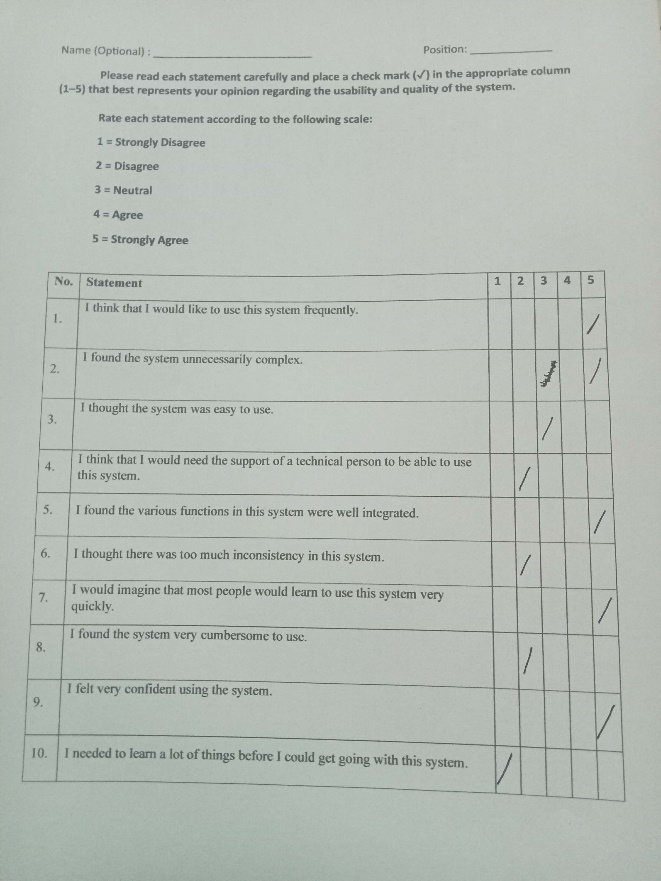 Name (Optional) : ____________________ Position: ____________
Please read each statement carefully and place a check mark (✓) in the appropriate column
(1–5) that best represents your opinion regarding the usability and quality of the system.
Rate each statement according to the following scale:
1 = Strongly Disagree
2 = Disagree
3 = Neutral
4 = Agree
5 = Strongly Agree
No. Statement 1 2 3 4 5
1. I think that I would like to use this system frequently. /
2. I found the system unnecessarily complex. /
3. I thought the system was easy to use. /
4. I think that I would need the support of a technical person to be able to use
this system. /
5. I found the various functions in this system were well integrated. /
6. I thought there was too much inconsistency in this system. /
7. I would imagine that most people would learn to use this system very
quickly. /
8. I found the system very cumbersome to use. /
9. I felt very confident using the system. /
10. I needed to learn a lot of things before I could get going with this system. /